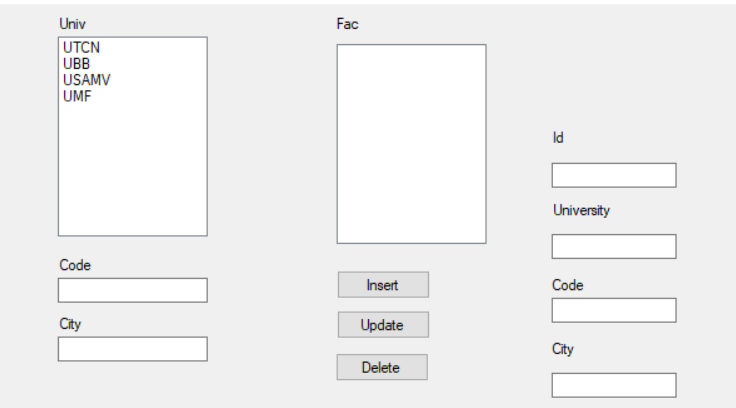 Univ
UTCN
UBB
USAMV
UMF
Code
City
Fac
Insert
Update
Delete
Id
University
Code
City